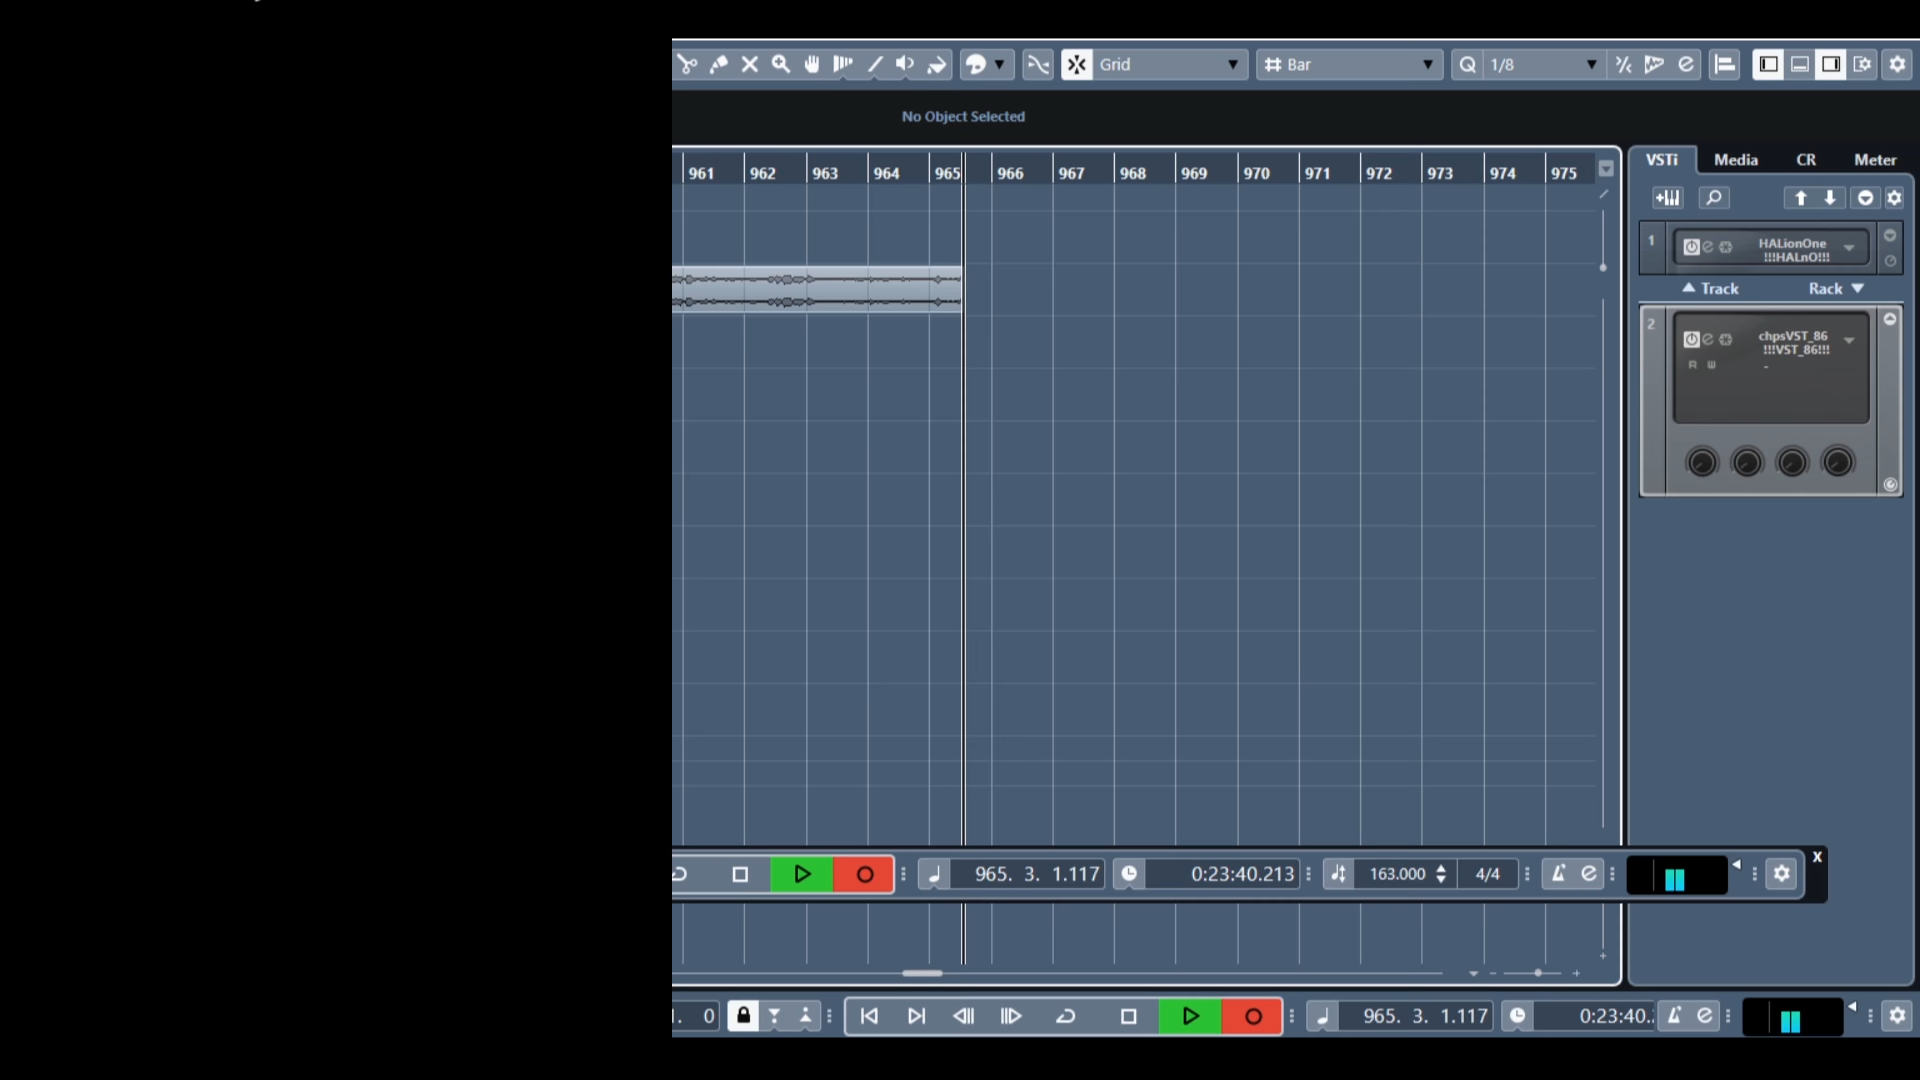 Grid
Bar
Q 1/8
No Object Selected
961 962 963 964 965 966 967 968 969 970 971 972 973 974 975
VSTi Media CR Meter
1
HALionOne
!!!HALnO!!!
Track Rack
2
chpsVST_86
!!!VST_86!!!
R W -
965. 3. 1.117 0:23:40.213 163.000 4/4
X
. 0 965. 3. 1.117 0:23:40.